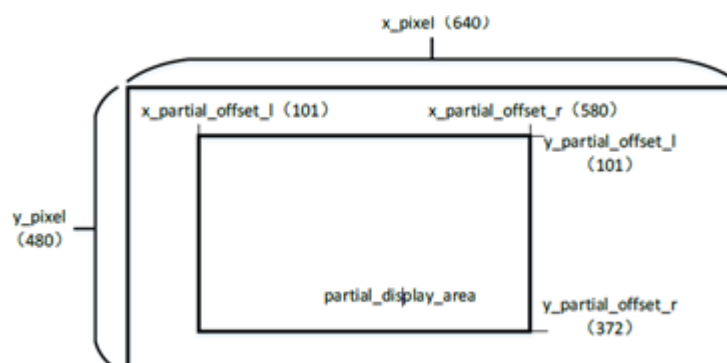 x_pixel（640）
x_partial_offset_l（101）
x_partial_offset_r（580）
y_partial_offset_l
（101）
y_pixel
（480）
partial_display_area
y_partial_offset_r
（372）